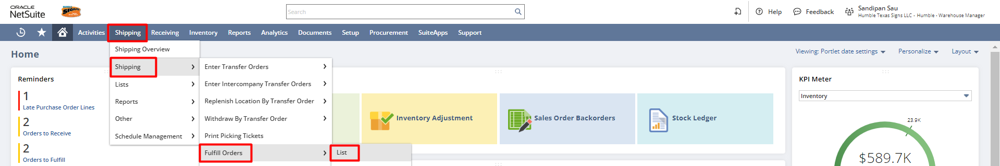 ORACLE
NetSuite
SIGNS
Search
Help
Feedback
Sandipan Sau
Humble Texas Signs LLC - Humble - Warehouse Manager
Activities
Shipping
Receiving
Inventory
Reports
Analytics
Documents
Setup
Procurement
SuiteApps
Support
Home
Viewing: Portlet date settings
Personalize
Layout
Shipping Overview
Shipping
Lists
Reports
Other
Schedule Management
Enter Transfer Orders
Enter Intercompany Transfer Orders
Replenish Location By Transfer Order
Withdraw By Transfer Order
Print Picking Tickets
Fulfill Orders
List
Reminders
1
Late Purchase Order Lines
2
Orders to Receive
2
Orders to Fulfill
Inventory Adjustment
Sales Order Backorders
Stock Ledger
KPI Meter
Inventory
23.9K
$589.7K